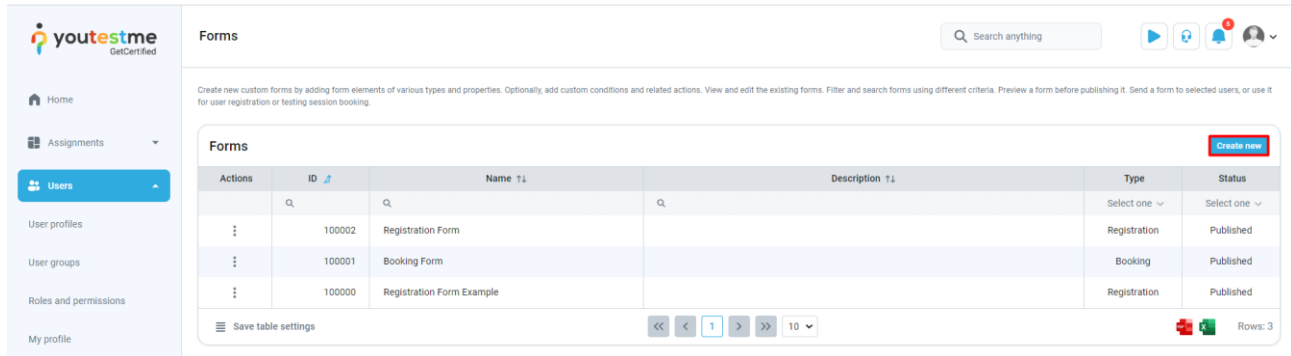 youtestme
GetCertified
Forms
Search anything
5
Home
Create new custom forms by adding form elements of various types and properties. Optionally, add custom conditions and related actions. View and edit the existing forms. Filter and search forms using different criteria. Preview a form before publishing it. Send a form to selected users, or use it
for user registration or testing session booking.
Assignments
Forms
Create new
Users
Actions ID Name Description Type Status
Select one Select one
User profiles
100002 Registration Form Registration Published
User groups
100001 Booking Form Booking Published
Roles and permissions
100000 Registration Form Example Registration Published
Save table settings
1
10
Rows: 3
My profile